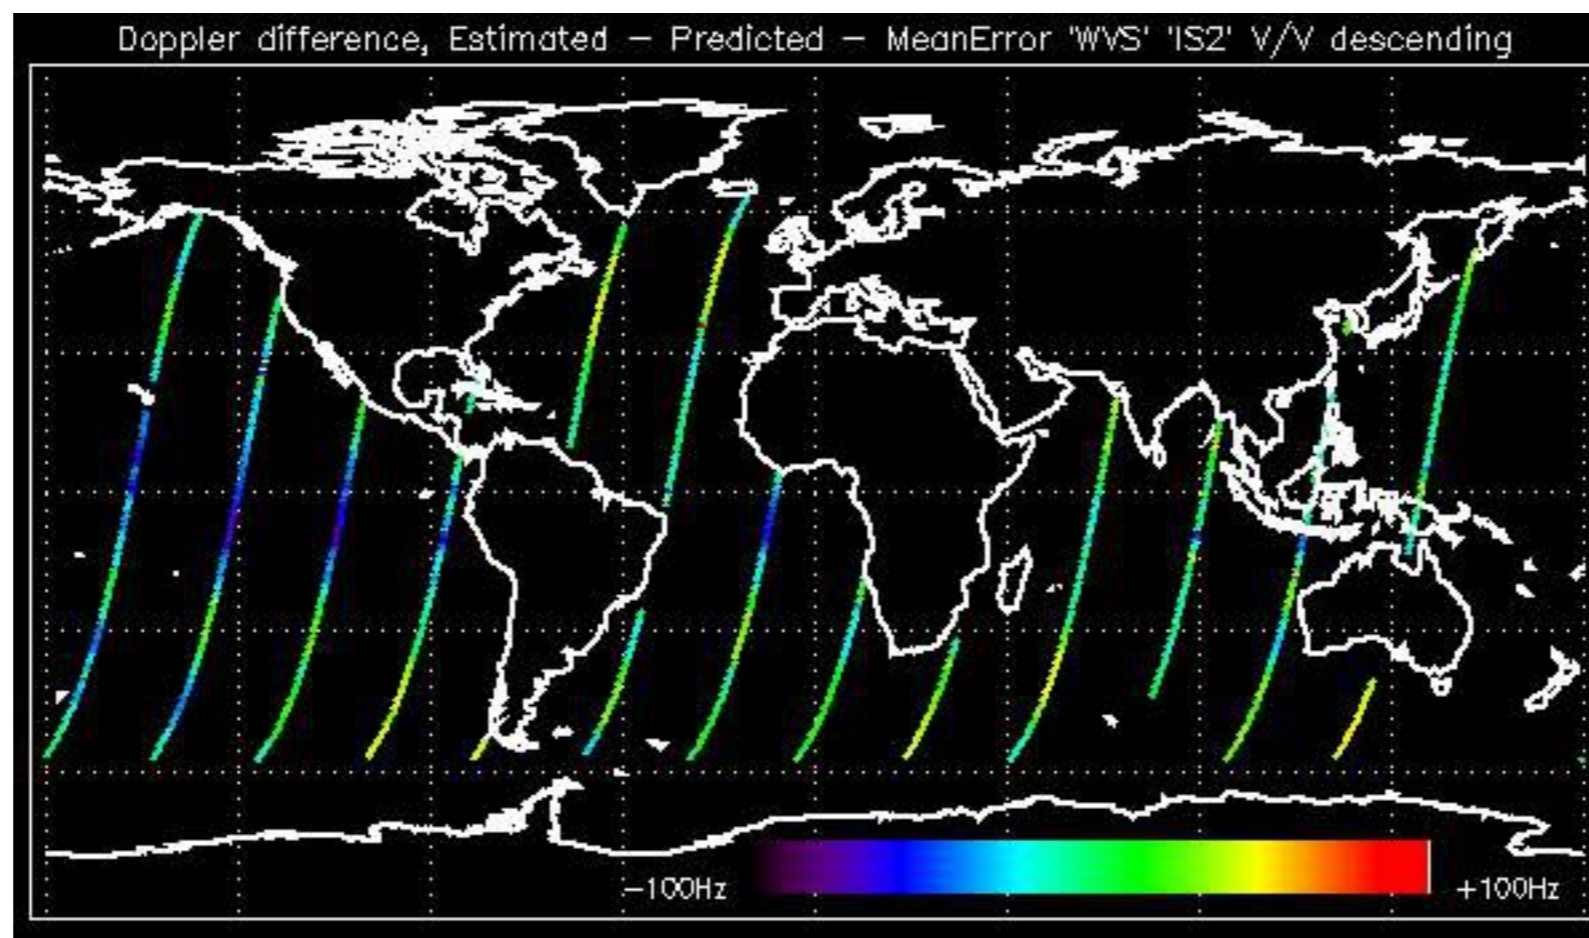 Doppler difference, Estimated – Predicted – MeanError 'WVS' 'IS2' V/V descending
–100Hz +100Hz